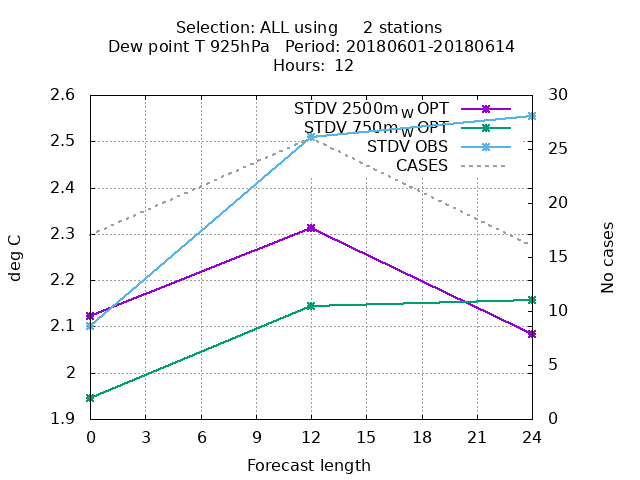 Selection: ALL using     2 stations
Dew point T 925hPa   Period: 20180601-20180614
Hours: 12
STDV 2500m_W OPT
STDV 750m_W OPT
STDV OBS
CASES
2.6
2.5
2.4
2.3
2.2
2.1
2
1.9
30
25
20
15
10
5
0
deg C
No cases
0 3 6 9 12 15 18 21 24
Forecast length